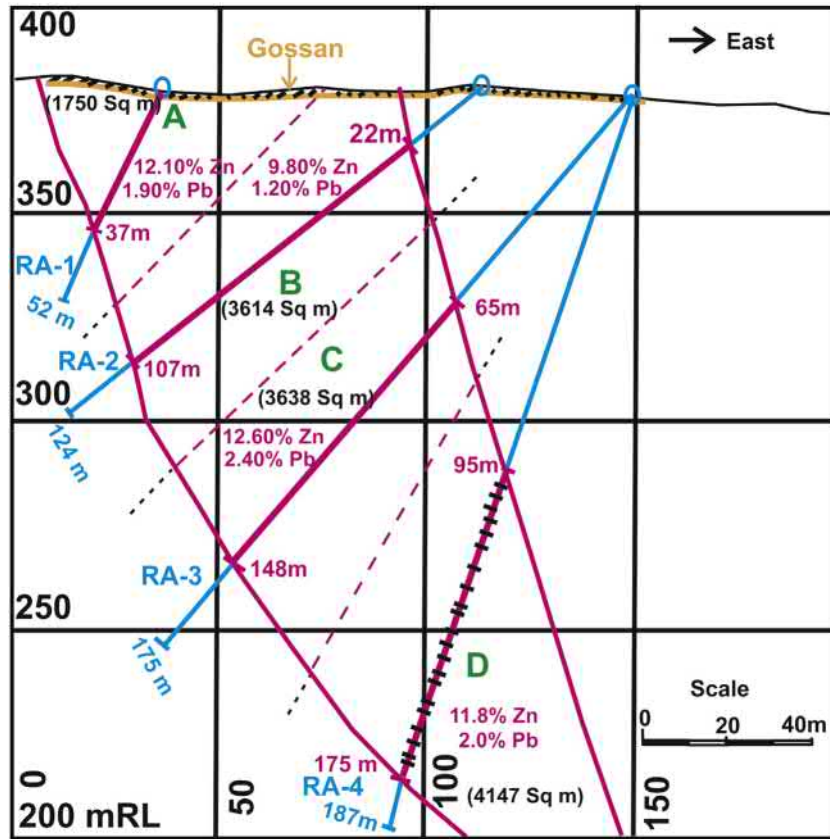 400
Gossan
East
(1750 Sq m)
A
22m
12.10% Zn
1.90% Pb
9.80% Zn
1.20% Pb
350
37m
RA-1
52 m
B
(3614 Sq m)
65m
RA-2
107m
C
(3638 Sq m)
300
124 m
12.60% Zn
2.40% Pb
95m
RA-3
148m
250
175 m
D
Scale
0 20 40m
11.8% Zn
2.0% Pb
175 m
RA-4
187m
(4147 Sq m)
0
50
100
150
200 mRL